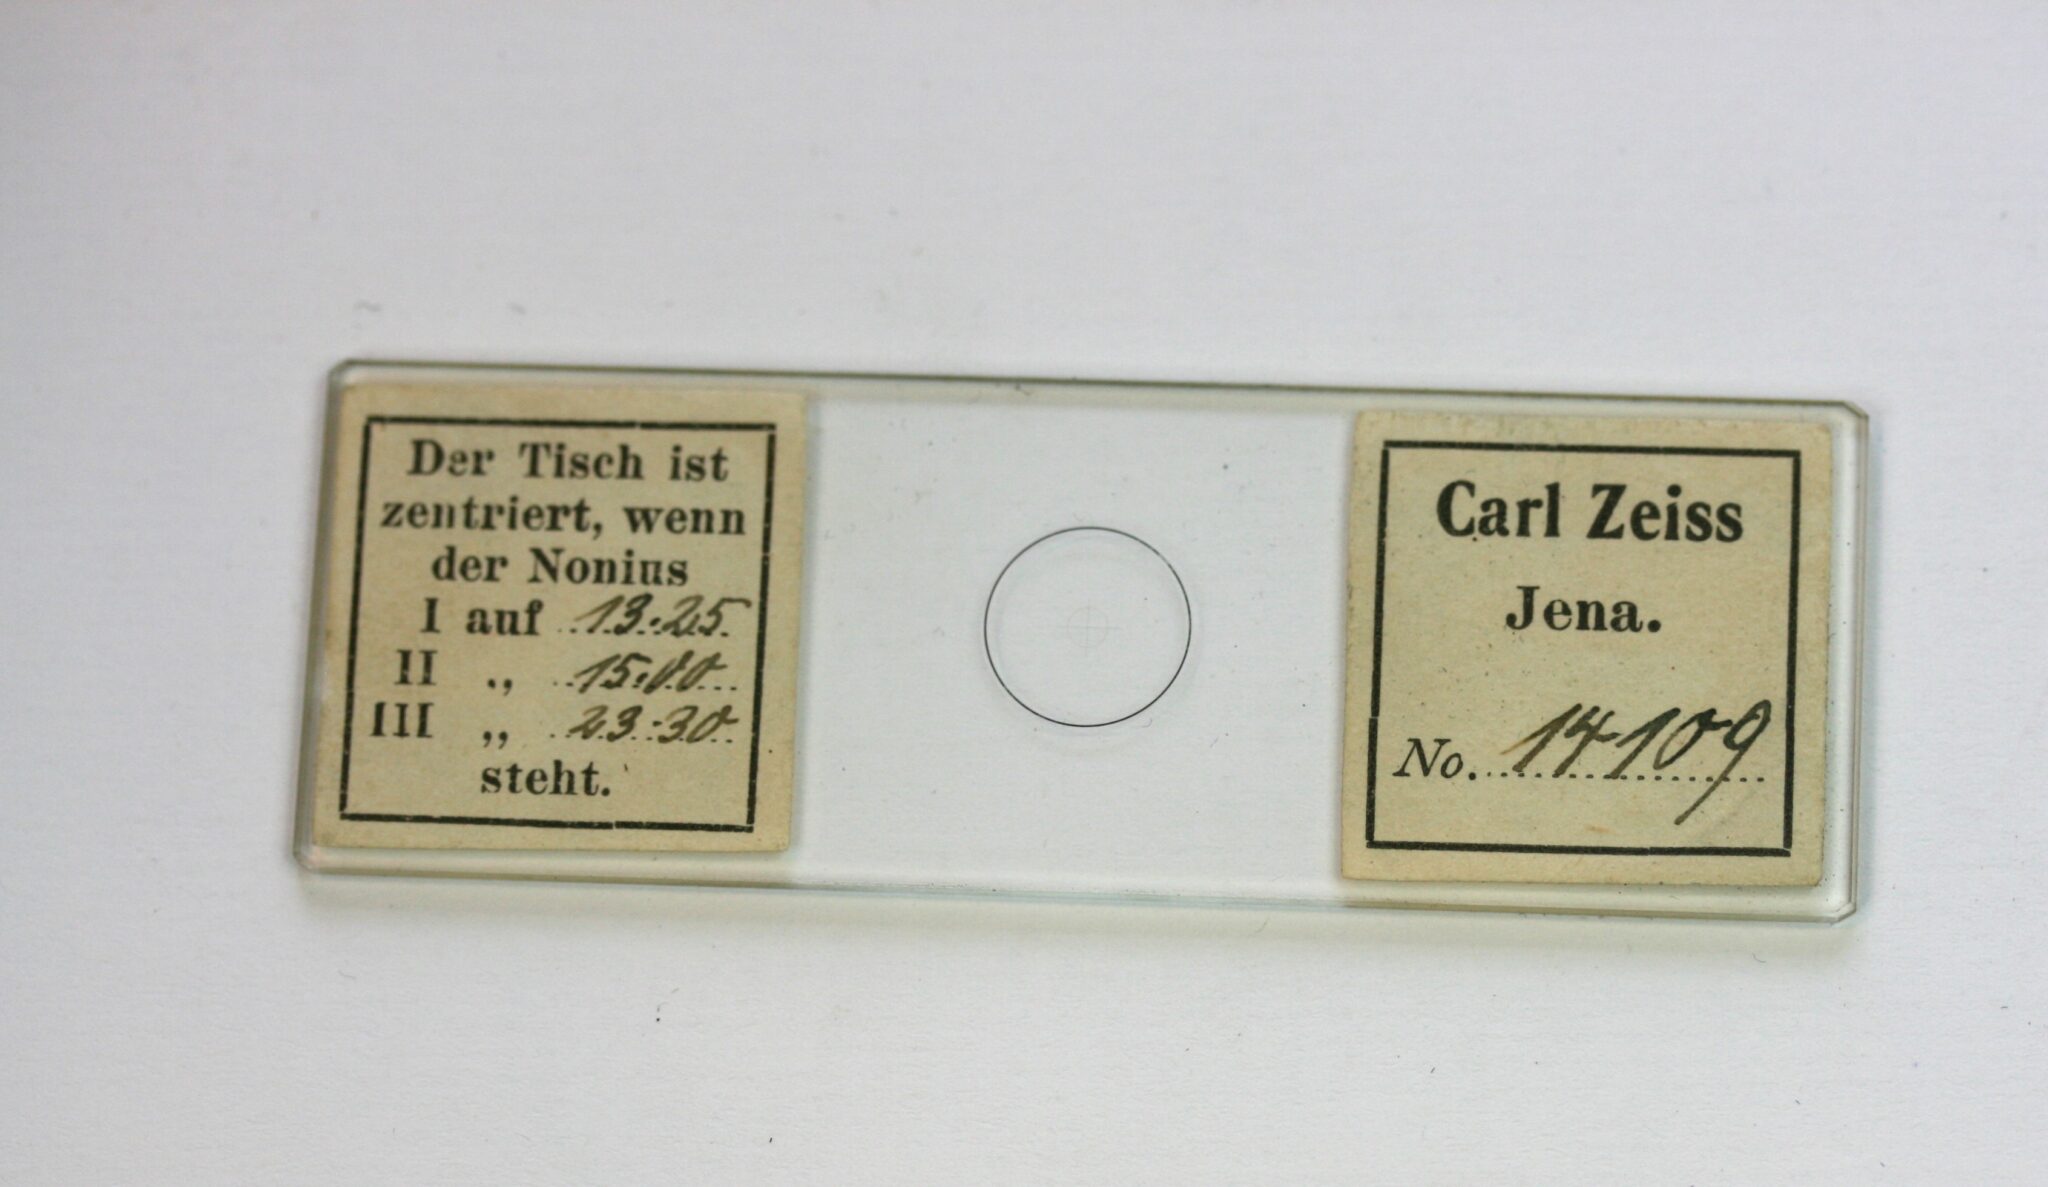 Der Tisch ist
zentriert, wenn
der Nonius
I auf 13.25
II „ 15.00
III „ 23.30
steht.
Carl Zeiss
Jena.
No. 14109